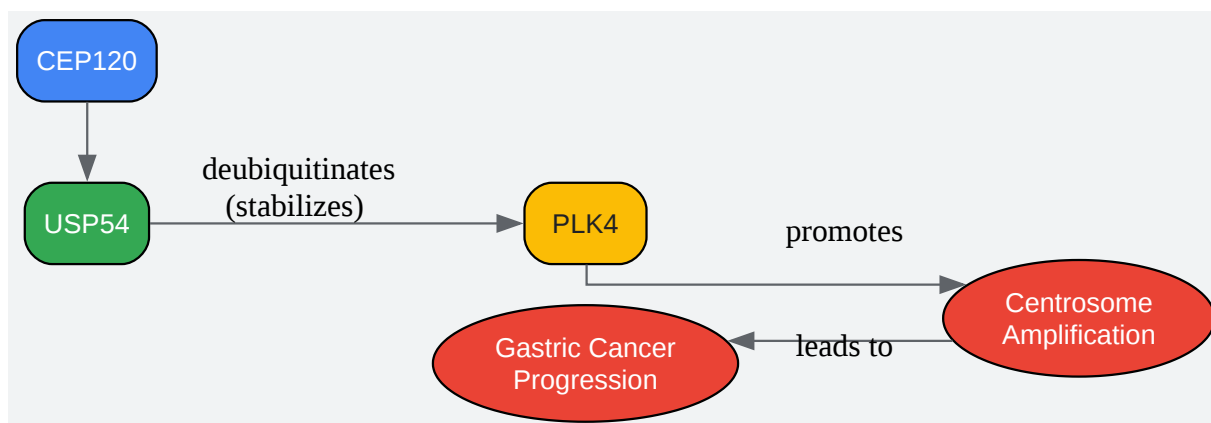 CEP120
deubiquitinates
(stabilizes)
USP54
PLK4
promotes
Centrosome
Amplification
leads to
Gastric Cancer
Progression